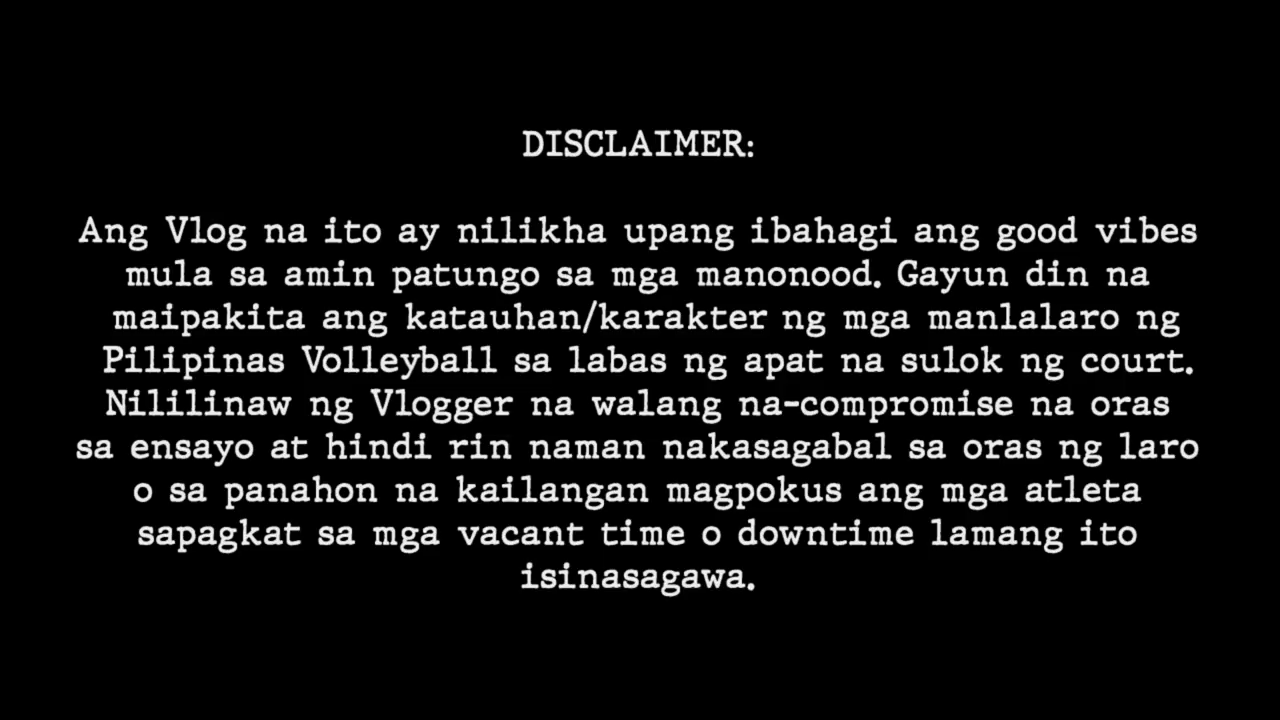 DISCLAIMER:
Ang Vlog na ito ay nilikha upang ibahagi ang good vibes
mula sa amin patungo sa mga manonood. Gayun din na
maipakita ang katauhan/karakter ng mga manlalaro ng
Pilipinas Volleyball sa labas ng apat na sulok ng court.
Nililinaw ng Vlogger na walang na-compromise na oras
sa ensayo at hindi rin naman nakasagabal sa oras ng laro
o sa panahon na kailangan magpokus ang mga atleta
sapagkat sa mga vacant time o downtime lamang ito
isinasagawa.